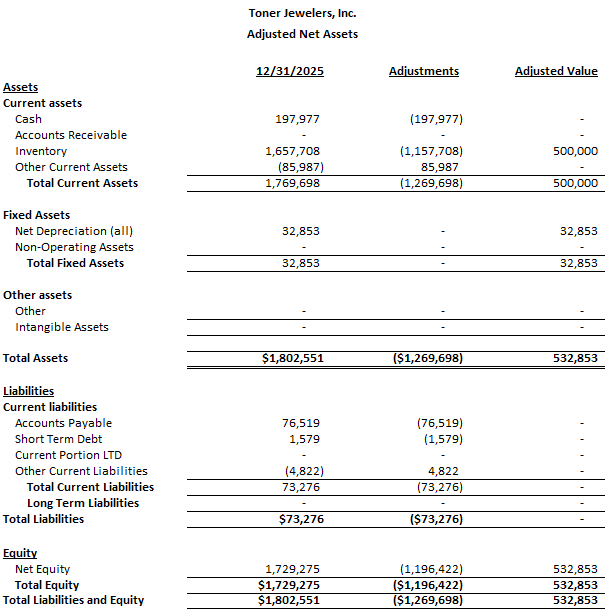 Toner Jewelers, Inc.
Adjusted Net Assets
12/31/2025 Adjustments Adjusted Value
Assets
Current assets
Cash 197,977 (197,977) -
Accounts Receivable - - -
Inventory 1,657,708 (1,157,708) 500,000
Other Current Assets (85,987) 85,987 -
Total Current Assets 1,769,698 (1,269,698) 500,000
Fixed Assets
Net Depreciation (all) 32,853 - 32,853
Non-Operating Assets - - -
Total Fixed Assets 32,853 - 32,853
Other assets
Other - - -
Intangible Assets - - -
Total Assets $1,802,551 ($1,269,698) 532,853
Liabilities
Current liabilities
Accounts Payable 76,519 (76,519) -
Short Term Debt 1,579 (1,579) -
Current Portion LTD - - -
Other Current Liabilities (4,822) 4,822 -
Total Current Liabilities 73,276 (73,276) -
Long Term Liabilities - - -
Total Liabilities $73,276 ($73,276) -
Equity
Net Equity 1,729,275 (1,196,422) 532,853
Total Equity $1,729,275 ($1,196,422) 532,853
Total Liabilities and Equity $1,802,551 ($1,269,698) 532,853